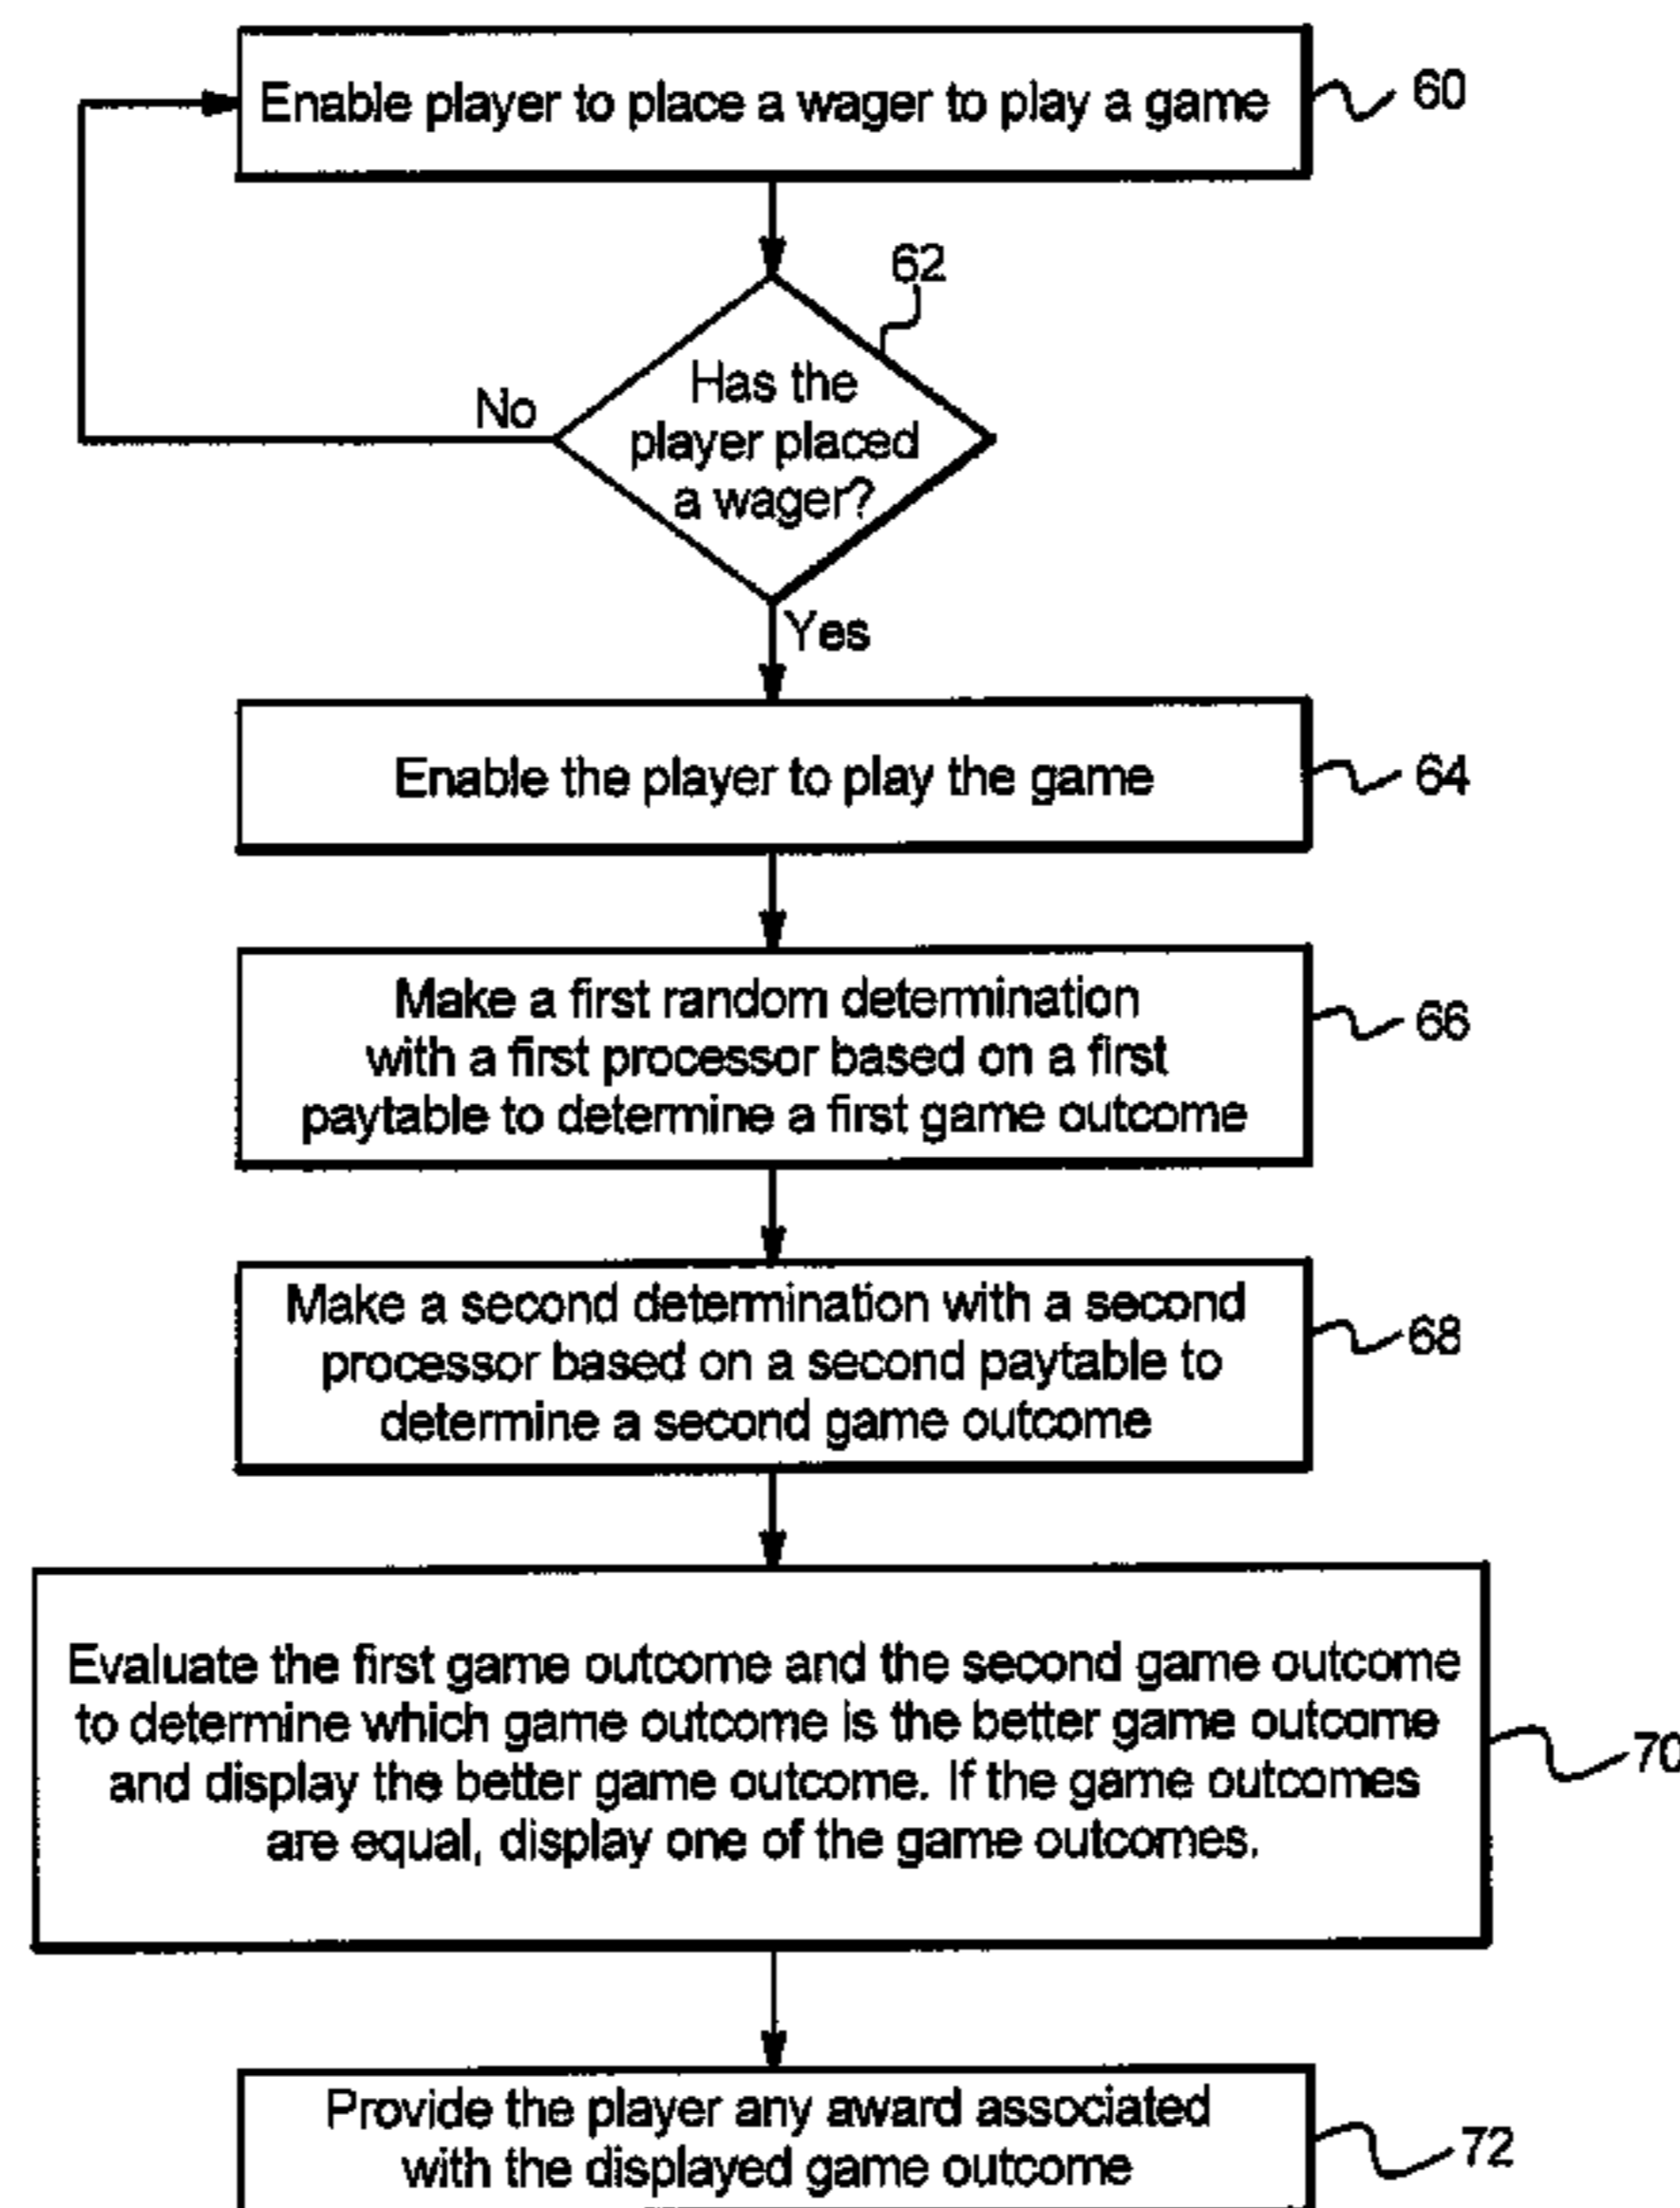 Enable player to place a wager to play a game
60
62
Has the
player placed
a wager?
No
Yes
Enable the player to play the game
64
Make a first random determination
with a first processor based on a first
paytable to determine a first game outcome
66
Make a second determination with a second
processor based on a second paytable to
determine a second game outcome
68
Evaluate the first game outcome and the second game outcome
to determine which game outcome is the better game outcome
and display the better game outcome. If the game outcomes
are equal, display one of the game outcomes.
70
Provide the player any award associated
with the displayed game outcome
72